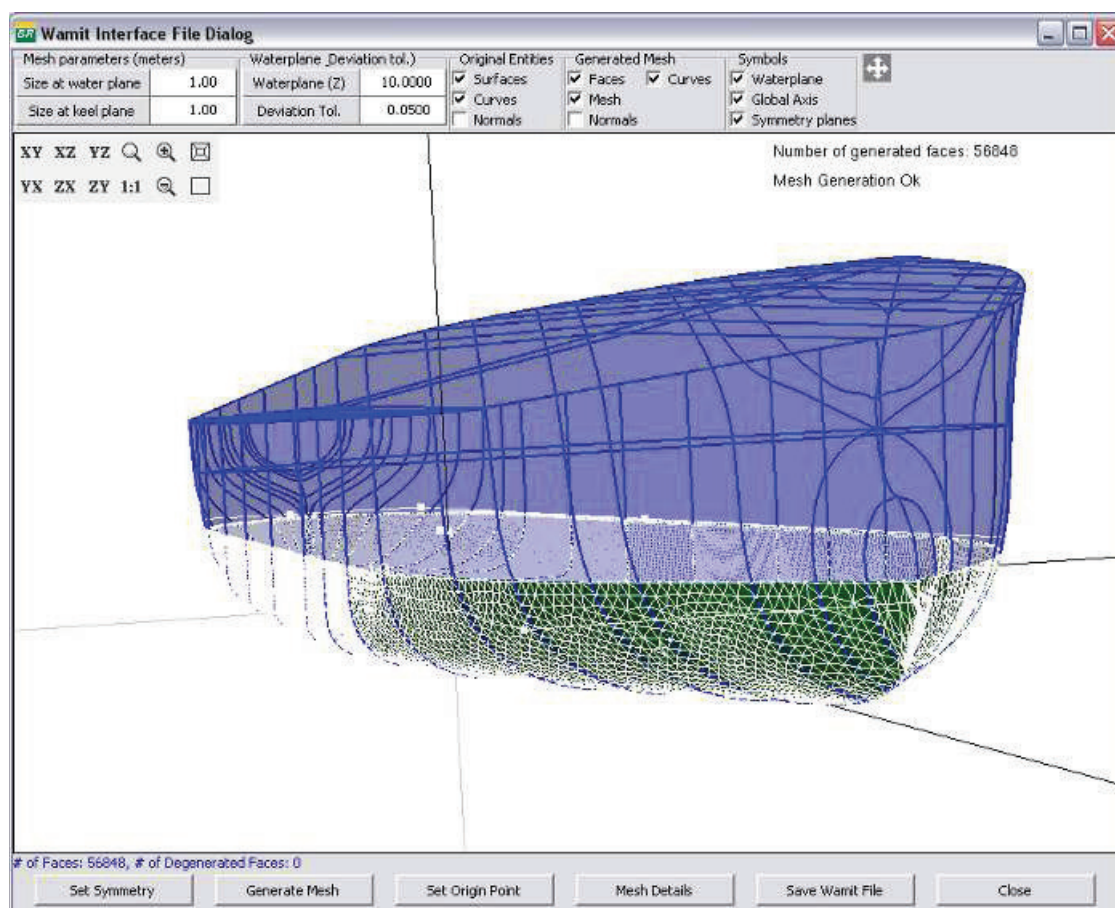 BR Wamit Interface File Dialog
Mesh parameters (meters) Waterplane Deviation tol.) Original Entities Generated Mesh Symbols
Size at water plane 1.00 Waterplane (Z) 10.0000 Surfaces Faces Curves Waterplane
Size at keel plane 1.00 Deviation Tol. 0.0500 Curves Mesh Global Axis
Normals Normals Symmetry planes
XY XZ YZ
YX ZX ZY 1:1
Number of generated faces: 56848
Mesh Generation Ok
# of Faces: 56848, # of Degenerated Faces: 0
Set Symmetry Generate Mesh Set Origin Point Mesh Details Save Wamit File Close